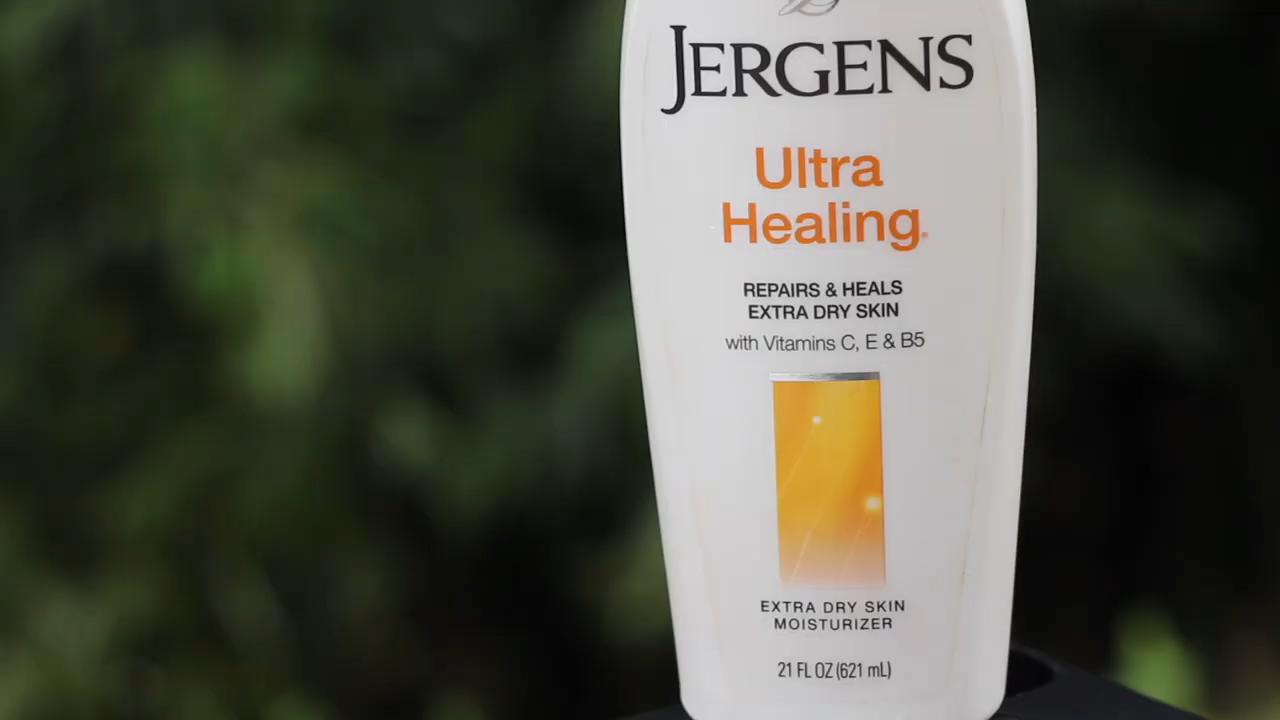 JERGENS
Ultra
Healing®
REPAIRS & HEALS
EXTRA DRY SKIN
with Vitamins C, E & B5
EXTRA DRY SKIN
MOISTURIZER
21 FL OZ (621 mL)